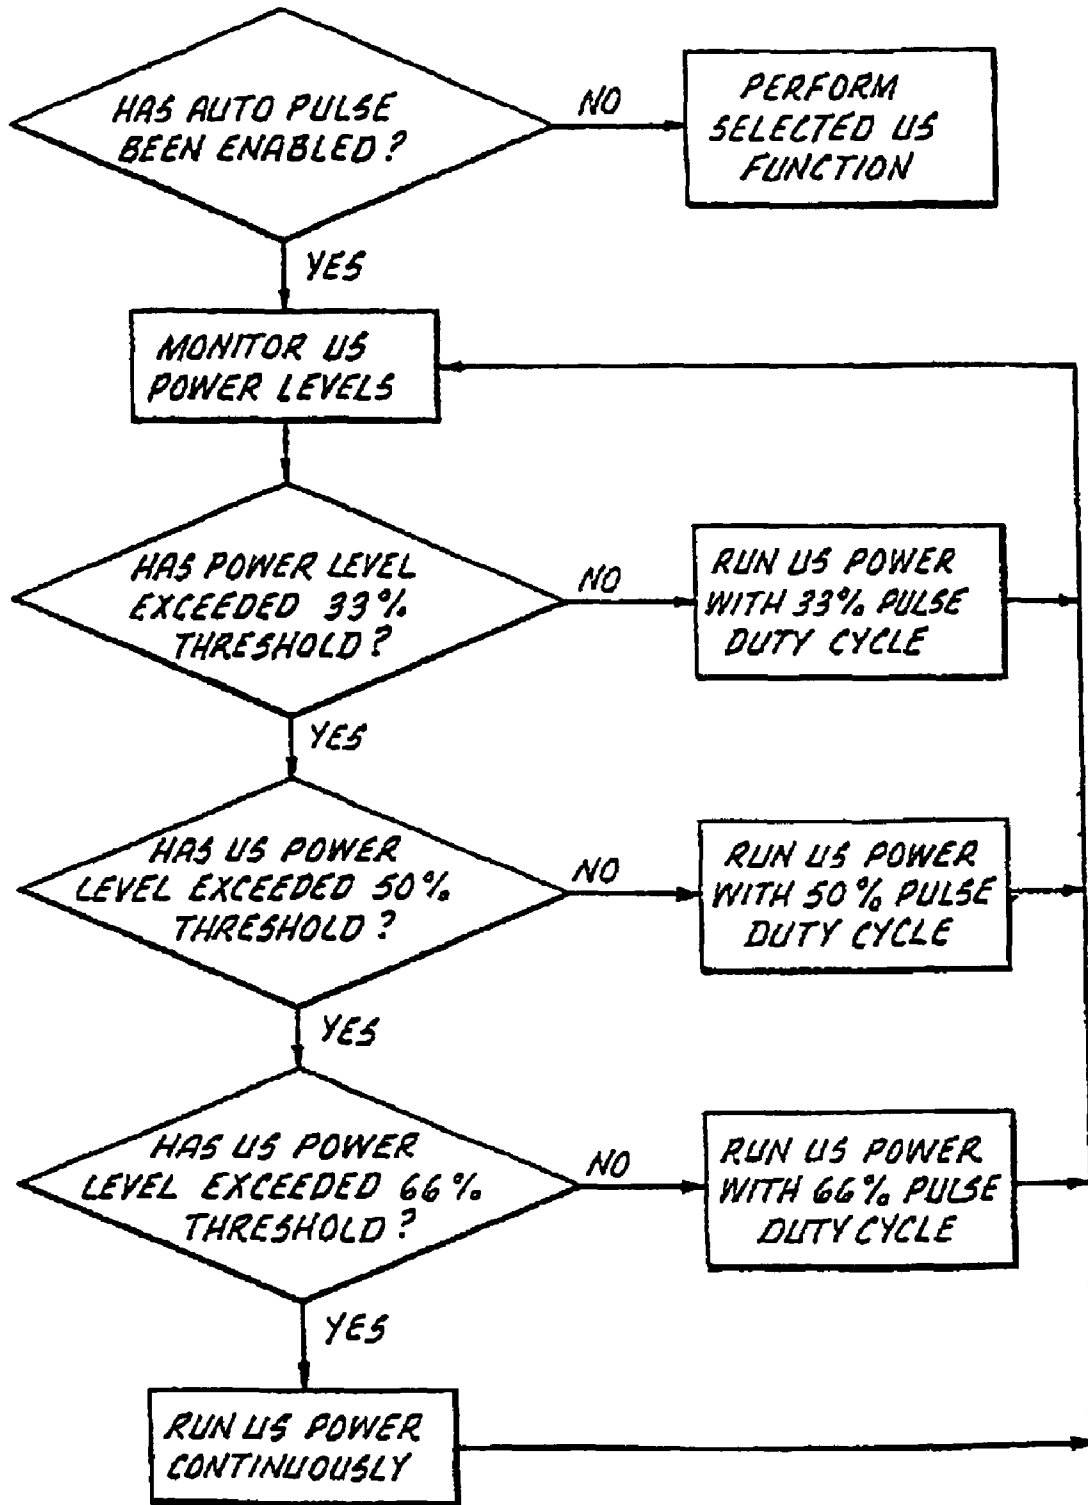 HAS AUTO PULSE
BEEN ENABLED?
NO
PERFORM
SELECTED US
FUNCTION
YES
MONITOR US
POWER LEVELS
HAS POWER LEVEL
EXCEEDED 33%
THRESHOLD?
NO
RUN US POWER
WITH 33% PULSE
DUTY CYCLE
YES
HAS US POWER
LEVEL EXCEEDED 50%
THRESHOLD?
NO
RUN US POWER
WITH 50% PULSE
DUTY CYCLE
YES
HAS US POWER
LEVEL EXCEEDED 66%
THRESHOLD?
NO
RUN US POWER
WITH 66% PULSE
DUTY CYCLE
YES
RUN US POWER
CONTINUOUSLY